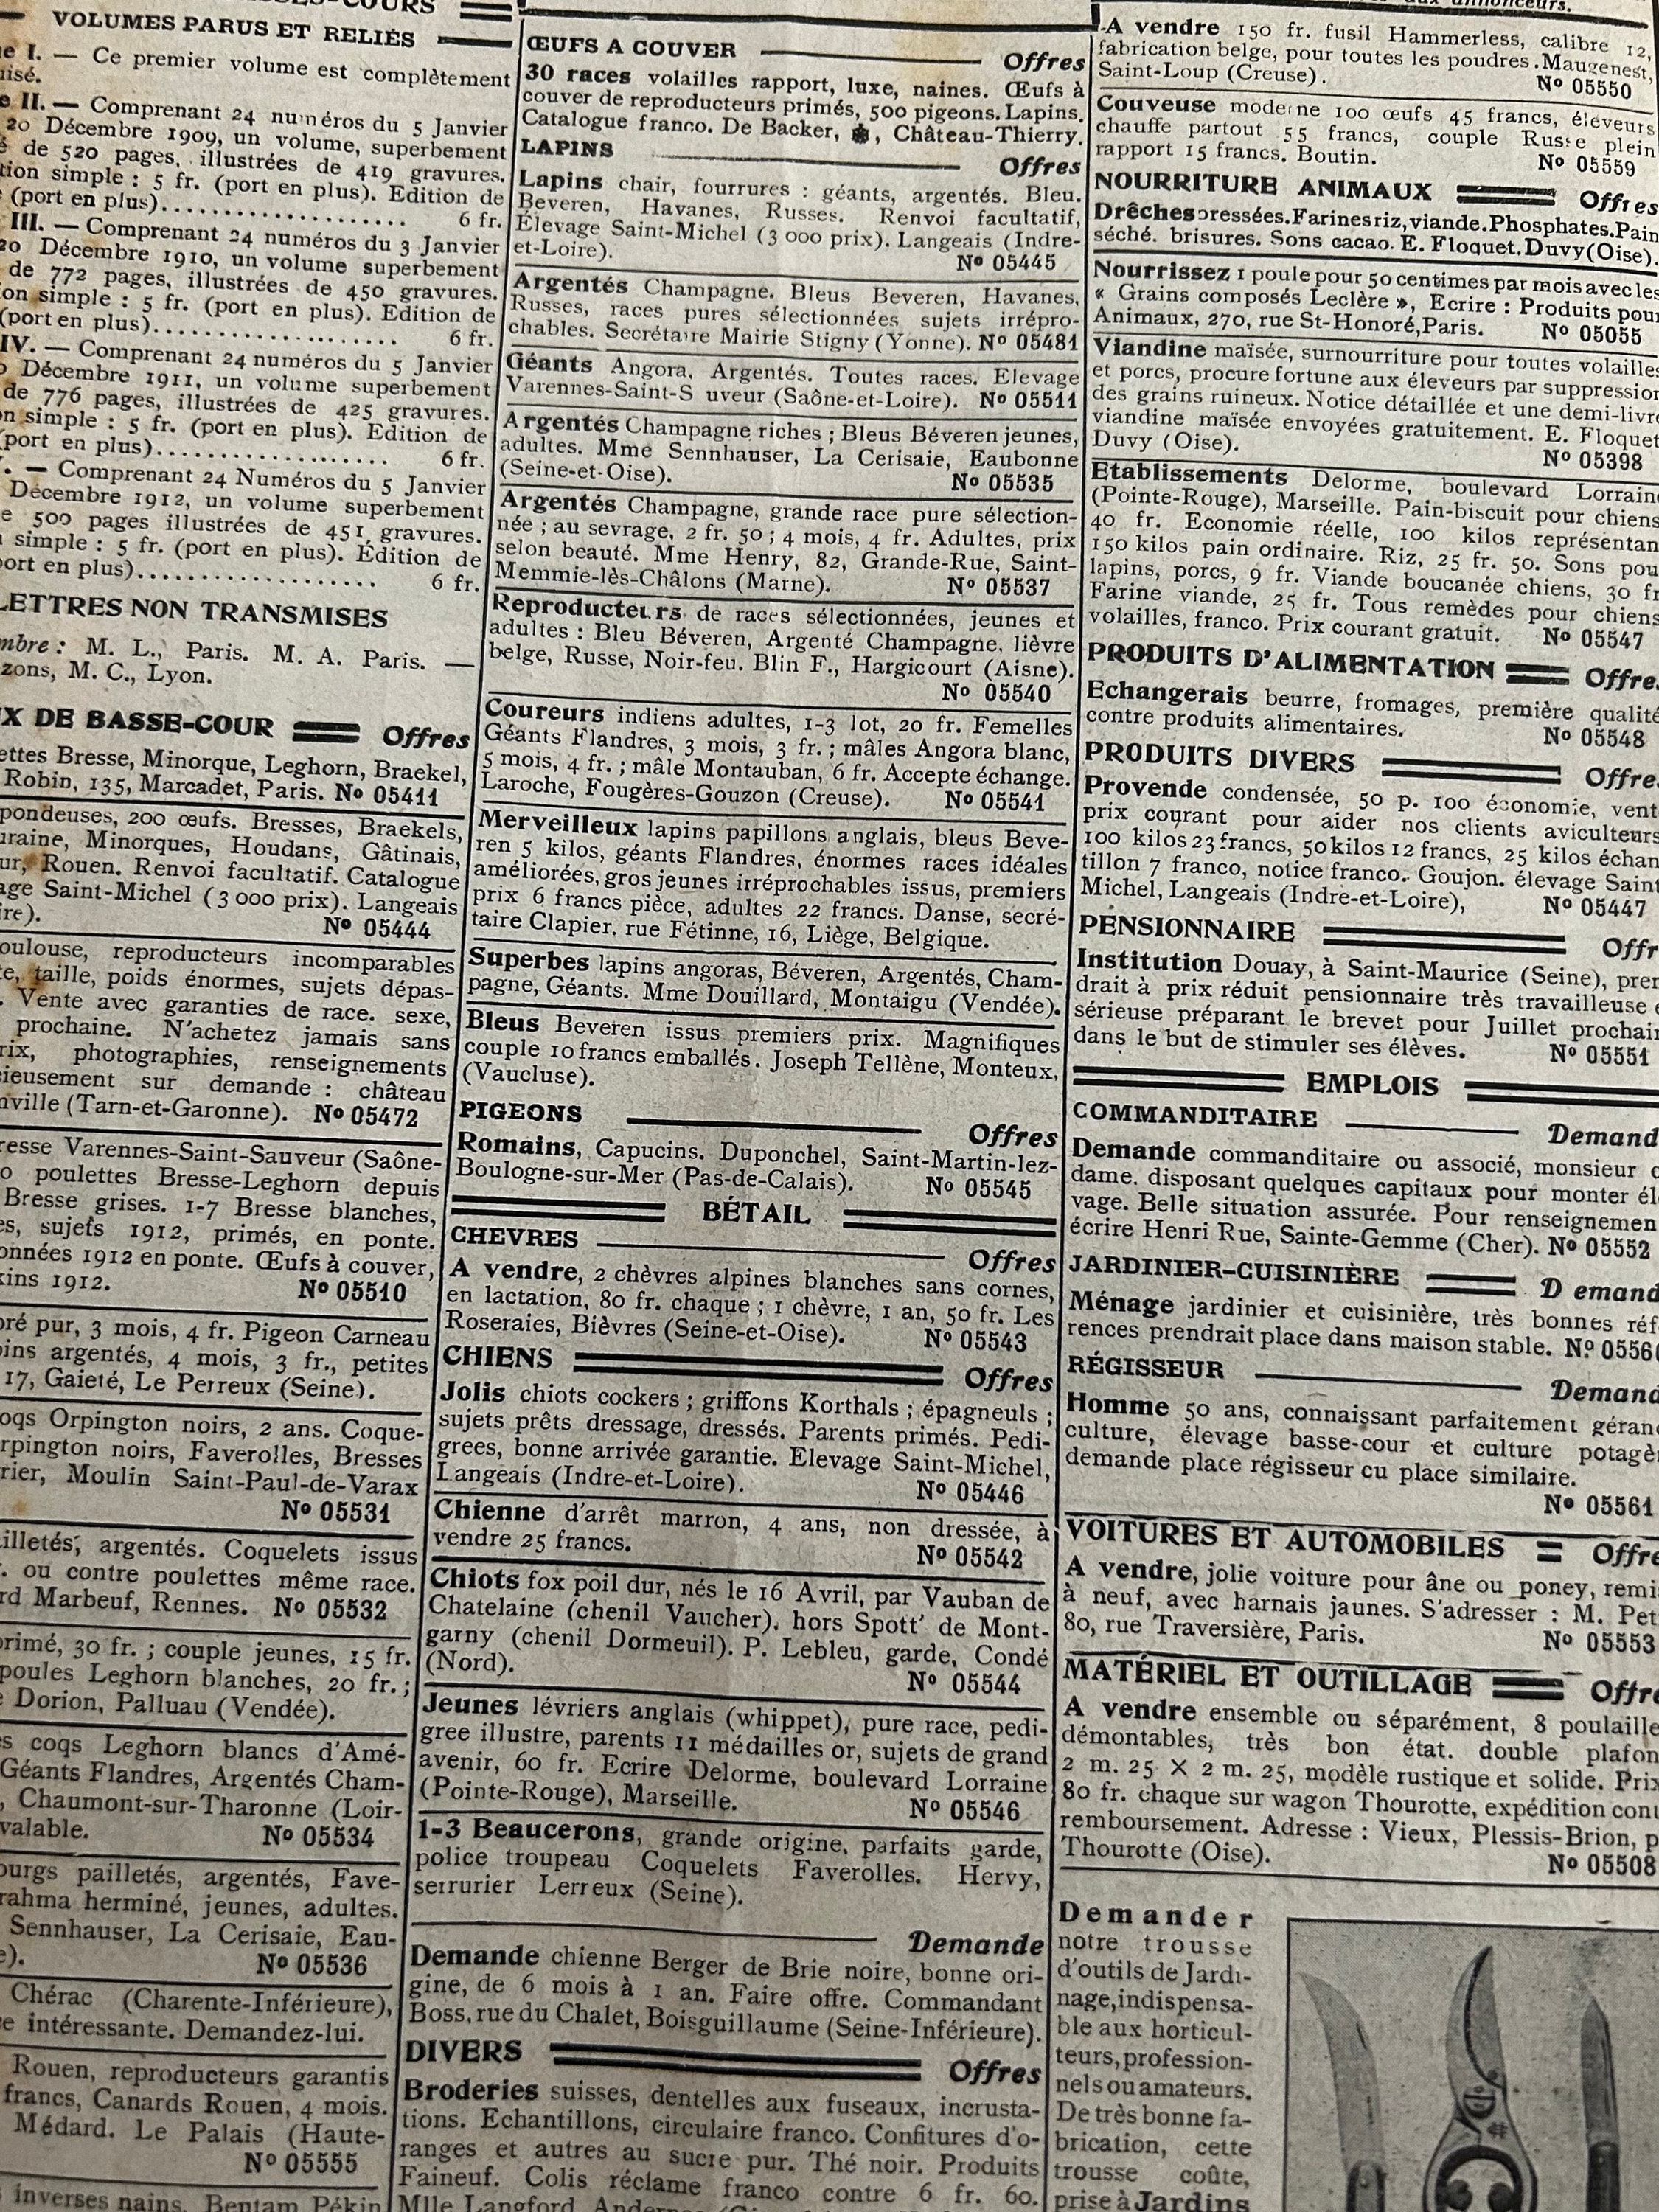 VOLUMES PARUS ET RELIÉS
I. — Ce premier volume est complètement
II. — Comprenant 24 numéros du 5 Janvier
20 Décembre 1909, un volume, superbement
de 520 pages, illustrées de 419 gravures.
simple : 5 fr. (port en plus). Edition de
(port en plus)................... 6 fr.
III. — Comprenant 24 numéros du 3 Janvier
Décembre 1910, un volume superbement
de 772 pages, illustrées de 450 gravures.
simple : 5 fr. (port en plus). Edition de
(port en plus)................... 6 fr.
IV. — Comprenant 24 numéros du 5 Janvier
Décembre 1911, un volume superbement
de 776 pages, illustrées de 425 gravures.
simple : 5 fr. (port en plus). Edition de
(port en plus)................... 6 fr.
— Comprenant 24 Numéros du 5 Janvier
Décembre 1912, un volume superbement
500 pages illustrées de 451 gravures.
simple : 5 fr. (port en plus). Édition de
en plus)................... 6 fr.
LETTRES NON TRANSMISES
M. L., Paris. M. A. Paris. —
M. C., Lyon.
DE BASSE-COUR Offres
Bresse, Minorque, Leghorn, Braekel,
Robin, 135, Marcadet, Paris. Nº 05411
pondeuses, 200 œufs. Bresses, Braekels,
Minorques, Houdans, Gâtinais,
Rouen. Renvoi facultatif. Catalogue
Saint-Michel (3 000 prix). Langeais
Nº 05444
reproducteurs incomparables
taille, poids énormes, sujets dépas-
Vente avec garanties de race. sexe,
prochaine. N'achetez jamais sans
photographies, renseignements
sur demande : château
(Tarn-et-Garonne). Nº 05472
Varennes-Saint-Sauveur (Saône-
poulettes Bresse-Leghorn depuis
Bresse grises. 1-7 Bresse blanches,
sujets 1912, primés, en ponte.
1912 en ponte. Œufs à couver,
1912. Nº 05510
pur, 3 mois, 4 fr. Pigeon Carneau
argentés, 4 mois, 3 fr., petites
17, Gaieté, Le Perreux (Seine).
Orpington noirs, 2 ans. Coque-
noirs, Faverolles, Bresses
Moulin Saint-Paul-de-Varax
Nº 05531
argentés. Coquelets issus
ou contre poulettes même race.
Marbeuf, Rennes. Nº 05532
30 fr. ; couple jeunes, 15 fr.
poules Leghorn blanches, 20 fr. ;
Dorion, Palluau (Vendée).
coqs Leghorn blancs d'Amé-
Géants Flandres, Argentés Cham-
Chaumont-sur-Tharonne (Loir-
Nº 05534
pailletés, argentés, Fave-
herminé, jeunes, adultes.
Sennhauser, La Cerisaie, Eau-
Nº 05536
Chérac (Charente-Inférieure),
intéressante. Demandez-lui.
Rouen, reproducteurs garantis
francs, Canards Rouen, 4 mois.
Médard. Le Palais (Haute-
Nº 05555
inverses nains. Bentam Pékin
ŒUFS A COUVER Offres
30 races volailles rapport, luxe, naines. Œufs à
couver de reproducteurs primés, 500 pigeons. Lapins.
Catalogue franco. De Backer, , Château-Thierry.
LAPINS Offres
Lapins chair, fourrures : géants, argentés. Bleu.
Beveren, Havanes, Russes. Renvoi facultatif,
Élevage Saint-Michel (3 000 prix). Langeais (Indre-
et-Loire). Nº 05445
Argentés Champagne. Bleus Beveren, Havanes,
Russes, races pures sélectionnées sujets irrépro-
chables. Secrétaire Mairie Stigny (Yonne). Nº 05481
Géants Angora, Argentés. Toutes races. Elevage
Varennes-Saint-S uveur (Saône-et-Loire). Nº 05511
Argentés Champagne riches ; Bleus Béveren jeunes,
adultes. Mme Sennhauser, La Cerisaie, Eaubonne
(Seine-et-Oise). Nº 05535
Argentés Champagne, grande race pure sélection-
née ; au sevrage, 2 fr. 50 ; 4 mois, 4 fr. Adultes, prix
selon beauté. Mme Henry, 82, Grande-Rue, Saint-
Memmie-lès-Châlons (Marne). Nº 05537
Reproducteurs de races sélectionnées, jeunes et
adultes : Bleu Béveren, Argenté Champagne, lièvre
belge, Russe, Noir-feu. Blin F., Hargicourt (Aisne).
Nº 05540
Coureurs indiens adultes, 1-3 lot, 20 fr. Femelles
Géants Flandres, 3 mois, 3 fr. ; mâles Angora blanc,
5 mois, 4 fr. ; mâle Montauban, 6 fr. Accepte échange.
Laroche, Fougères-Gouzon (Creuse). Nº 05541
Merveilleux lapins papillons anglais, bleus Beve-
ren 5 kilos, géants Flandres, énormes races idéales
améliorées, gros jeunes irréprochables issus, premiers
prix 6 francs pièce, adultes 22 francs. Danse, secré-
taire Clapier, rue Fétinne, 16, Liège, Belgique.
Superbes lapins angoras, Béveren, Argentés, Cham-
pagne, Géants. Mme Douillard, Montaigu (Vendée).
Bleus Beveren issus premiers prix. Magnifiques
couple 10 francs emballés. Joseph Tellène, Monteux,
(Vaucluse).
PIGEONS Offres
Romains, Capucins. Duponchel, Saint-Martin-lez-
Boulogne-sur-Mer (Pas-de-Calais). Nº 05545
BÉTAIL
CHEVRES Offres
A vendre, 2 chèvres alpines blanches sans cornes,
en lactation, 80 fr. chaque ; 1 chèvre, 1 an, 50 fr. Les
Roseraies, Bièvres (Seine-et-Oise). Nº 05543
CHIENS Offres
Jolis chiots cockers ; griffons Korthals ; épagneuls ;
sujets prêts dressage, dressés. Parents primés. Pedi-
grees, bonne arrivée garantie. Elevage Saint-Michel,
Langeais (Indre-et-Loire). Nº 05446
Chienne d'arrêt marron, 4 ans, non dressée, à
vendre 25 francs. Nº 05542
Chiots fox poil dur, nés le 16 Avril, par Vauban de
Chatelaine (chenil Vaucher), hors Spott' de Mont-
garny (chenil Dormeuil). P. Lebleu, garde, Condé
(Nord). Nº 05544
Jeunes lévriers anglais (whippet), pure race, pedi-
gree illustre, parents 11 médailles or, sujets de grand
avenir, 60 fr. Ecrire Delorme, boulevard Lorraine
(Pointe-Rouge), Marseille. Nº 05546
1-3 Beaucerons, grande origine, parfaits garde,
police troupeau Coquelets Faverolles. Hervy,
serrurier Lerreux (Seine).
Demande
Demande chienne Berger de Brie noire, bonne ori-
gine, de 6 mois à 1 an. Faire offre. Commandant
Boss, rue du Chalet, Boisguillaume (Seine-Inférieure).
DIVERS Offres
Broderies suisses, dentelles aux fuseaux, incrusta-
tions. Echantillons, circulaire franco. Confitures d'o-
ranges et autres au sucre pur. Thé noir. Produits
Faineuf. Colis réclame franco contre 6 fr. 60.
Mlle Langford
annonceurs.
A vendre 150 fr. fusil Hammerless, calibre 12,
fabrication belge, pour toutes les poudres. Maugenest,
Saint-Loup (Creuse). Nº 05550
Couveuse moderne 100 œufs 45 francs, éleveurs
chauffe partout 55 francs, couple Russe plein
rapport 15 francs. Boutin. Nº 05559
NOURRITURE ANIMAUX Offres
Drêches pressées. Farines riz, viande. Phosphates. Pain
séché. brisures. Sons cacao. E. Floquet. Duvy (Oise).
Nourrissez 1 poule pour 50 centimes par mois avec les
« Grains composés Leclère », Ecrire : Produits pour
Animaux, 270, rue St-Honoré, Paris. Nº 05055
Viandine maïsée, surnourriture pour toutes volailles
et porcs, procure fortune aux éleveurs par suppression
des grains ruineux. Notice détaillée et une demi-livre
viandine maïsée envoyées gratuitement. E. Floquet
Duvy (Oise). Nº 05398
Etablissements Delorme, boulevard Lorraine
(Pointe-Rouge), Marseille. Pain-biscuit pour chiens
40 fr. Economie réelle, 100 kilos représentan
150 kilos pain ordinaire. Riz, 25 fr. 50. Sons pou
lapins, porcs, 9 fr. Viande boucanée chiens, 30 fr
Farine viande, 25 fr. Tous remèdes pour chiens
volailles, franco. Prix courant gratuit. Nº 05547
PRODUITS D'ALIMENTATION Offre
Echangerais beurre, fromages, première qualité
contre produits alimentaires. Nº 05548
PRODUITS DIVERS Offre
Provende condensée, 50 p. 100 économie, vent
prix courant pour aider nos clients aviculteurs
100 kilos 23 francs, 50 kilos 12 francs, 25 kilos échan
tillon 7 franco, notice franco. Goujon. élevage Saint
Michel, Langeais (Indre-et-Loire), Nº 05447
PENSIONNAIRE Offr
Institution Douay, à Saint-Maurice (Seine), pren
drait à prix réduit pensionnaire très travailleuse e
sérieuse préparant le brevet pour Juillet prochain
dans le but de stimuler ses élèves. Nº 05551
EMPLOIS
COMMANDITAIRE Demand
Demande commanditaire ou associé, monsieur o
dame. disposant quelques capitaux pour monter éle
vage. Belle situation assurée. Pour renseignemen
écrire Henri Rue, Sainte-Gemme (Cher). Nº 05552
JARDINIER-CUISINIÈRE D emand
Ménage jardinier et cuisinière, très bonnes réf
rences prendrait place dans maison stable. Nº 0556
RÉGISSEUR Demand
Homme 50 ans, connaissant parfaitement géran
culture, élevage basse-cour et culture potagè
demande place régisseur cu place similaire.
Nº 05561
VOITURES ET AUTOMOBILES Offre
A vendre, jolie voiture pour âne ou poney, remis
à neuf, avec harnais jaunes. S'adresser : M. Pet
80, rue Traversière, Paris. Nº 05553
MATÉRIEL ET OUTILLAGE Offre
A vendre ensemble ou séparément, 8 poulaille
démontables, très bon état. double plafon
2 m. 25 × 2 m. 25, modèle rustique et solide. Prix
80 fr. chaque sur wagon Thourotte, expédition cont
remboursement. Adresse : Vieux, Plessis-Brion, p
Thourotte (Oise). Nº 05508
Demander
notre trousse
d'outils de Jardi-
nage, indispensa-
ble aux horticul-
teurs, profession-
nels ou amateurs.
De très bonne fa-
brication, cette
trousse coûte,
prise à Jardins